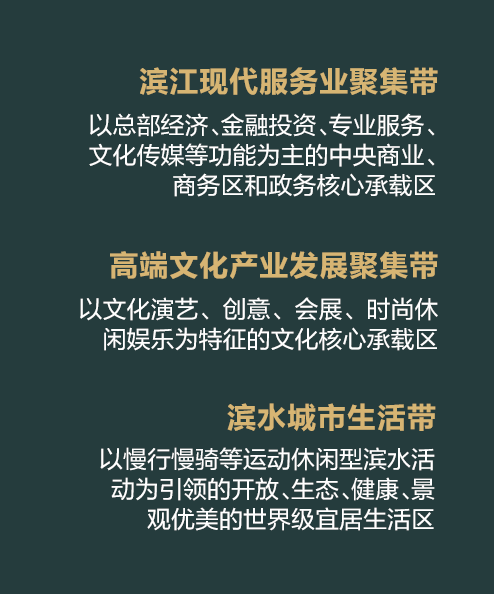 滨江现代服务业聚集带
以总部经济、金融投资、专业服务、
文化传媒等功能为主的中央商业、
商务区和政务核心承载区
高端文化产业发展聚集带
以文化演艺、创意、会展、时尚休
闲娱乐为特征的文化核心承载区
滨水城市生活带
以慢行慢骑等运动休闲型滨水活
动为引领的开放、生态、健康、景
观优美的世界级宜居生活区